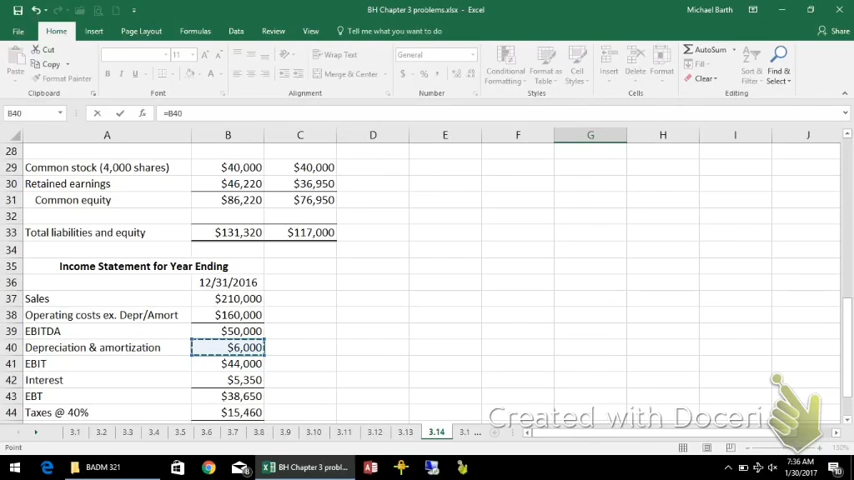 BH Chapter 3 problems.xlsx - Excel
Michael Barth
File Home Insert Page Layout Formulas Data Review View Tell me what you want to do Share
Cut
Copy
Format Painter
Paste
Clipboard
11
B I U
Font
Wrap Text
Merge & Center
Alignment
General
$ % ,
Number
Conditional Formatting
Format as Table
Cell Styles
Styles
Insert Delete Format
Cells
AutoSum
Fill
Clear
Sort & Filter
Find & Select
Editing
B40 fx =B40
A B C D E F G H I J
28
29 Common stock (4,000 shares) $40,000 $40,000
30 Retained earnings $46,220 $36,950
31 Common equity $86,220 $76,950
32
33 Total liabilities and equity $131,320 $117,000
34
35 Income Statement for Year Ending
36 12/31/2016
37 Sales $210,000
38 Operating costs ex. Depr/Amort $160,000
39 EBITDA $50,000
40 Depreciation & amortization $6,000
41 EBIT $44,000
42 Interest $5,350
43 EBT $38,650
44 Taxes @ 40% $15,460
Created with Doceri
3.1 3.2 3.3 3.4 3.5 3.6 3.7 3.8 3.9 3.10 3.11 3.12 3.13 3.14 3.1 ...
Point 130%
BADM 321
BH Chapter 3 probl...
7:36 AM
1/30/2017